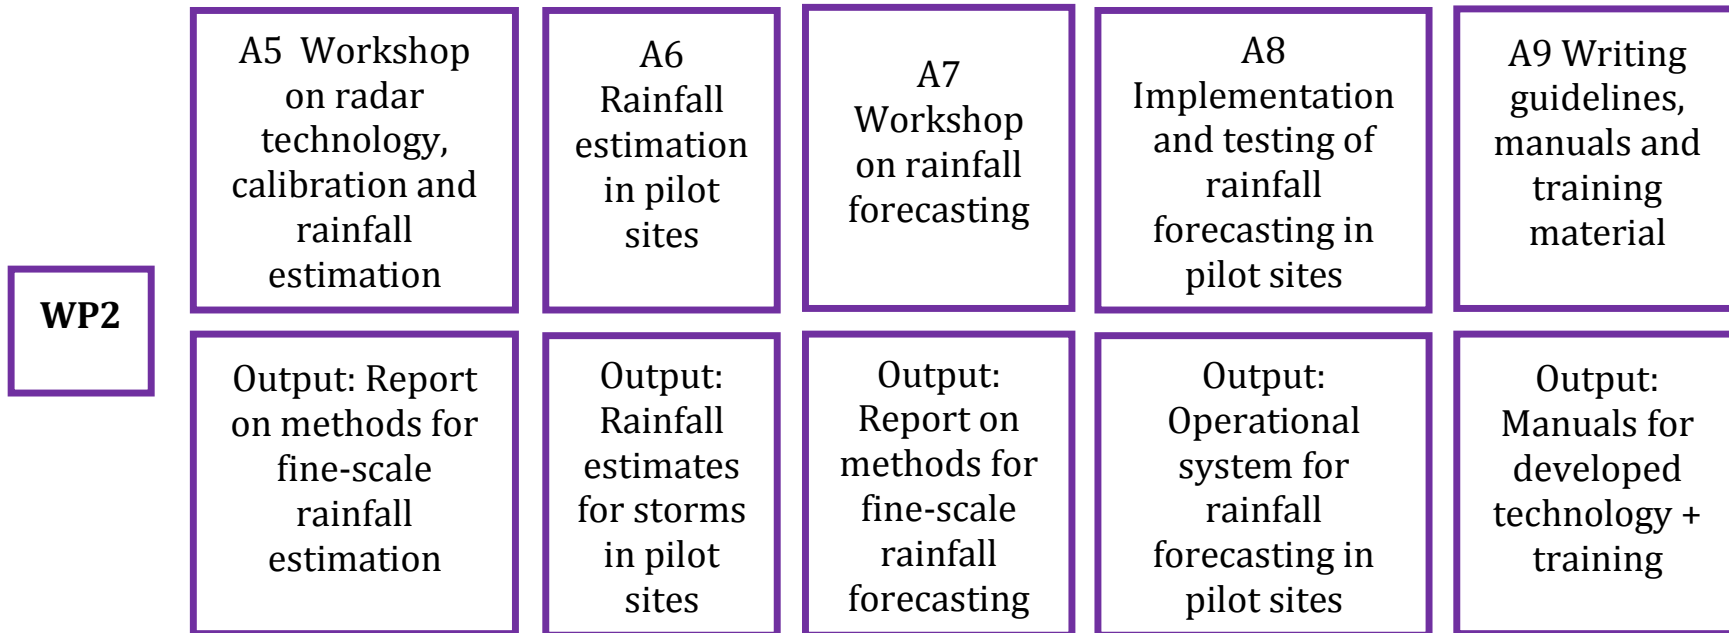 WP2
A5  Workshop
on radar
technology,
calibration and
rainfall
estimation
A6
Rainfall
estimation
in pilot
sites
A7
Workshop
on rainfall
forecasting
A8
Implementation
and testing of
rainfall
forecasting in
pilot sites
A9 Writing
guidelines,
manuals and
training
material
Output: Report
on methods for
fine-scale
rainfall
estimation
Output:
Rainfall
estimates
for storms
in pilot
sites
Output:
Report on
methods for
fine-scale
rainfall
forecasting
Output:
Operational
system for
rainfall
forecasting in
pilot sites
Output:
Manuals for
developed
technology +
training